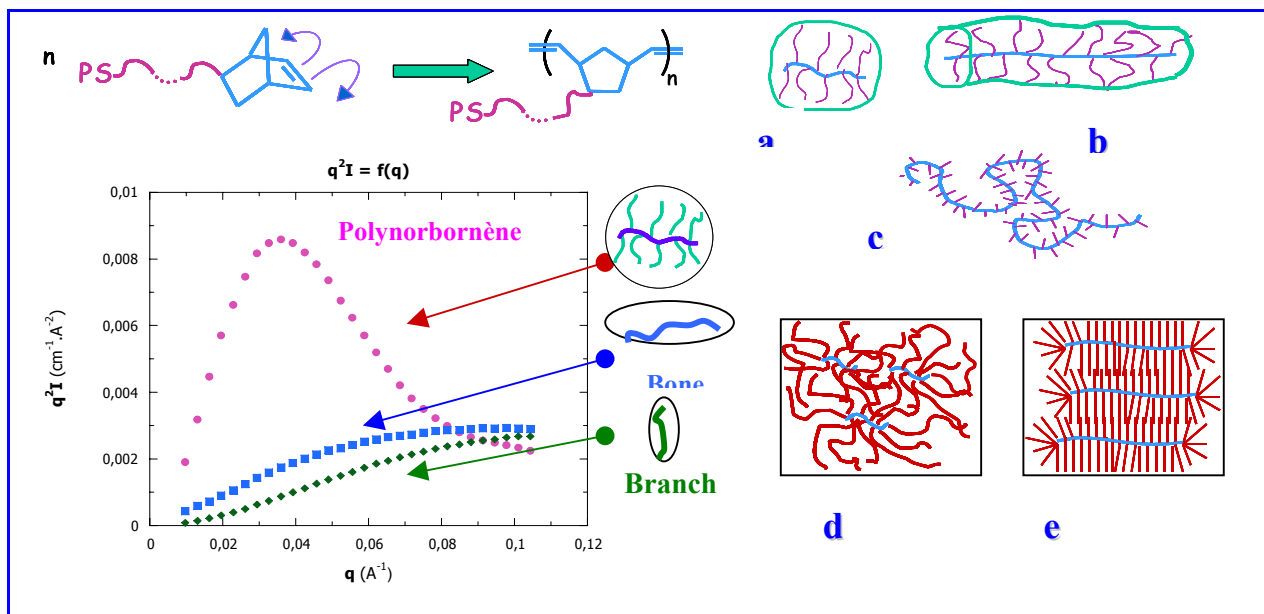 n
PS
PS
n
a
b
c
q²I = f(q)
0,01
0,008
0,006
0,004
0,002
0
q²I (cm⁻¹.A⁻²)
Polynorbornène
Bone
Branch
0
0,02
0,04
0,06
0,08
0,1
0,12
q (A⁻¹)
d
e